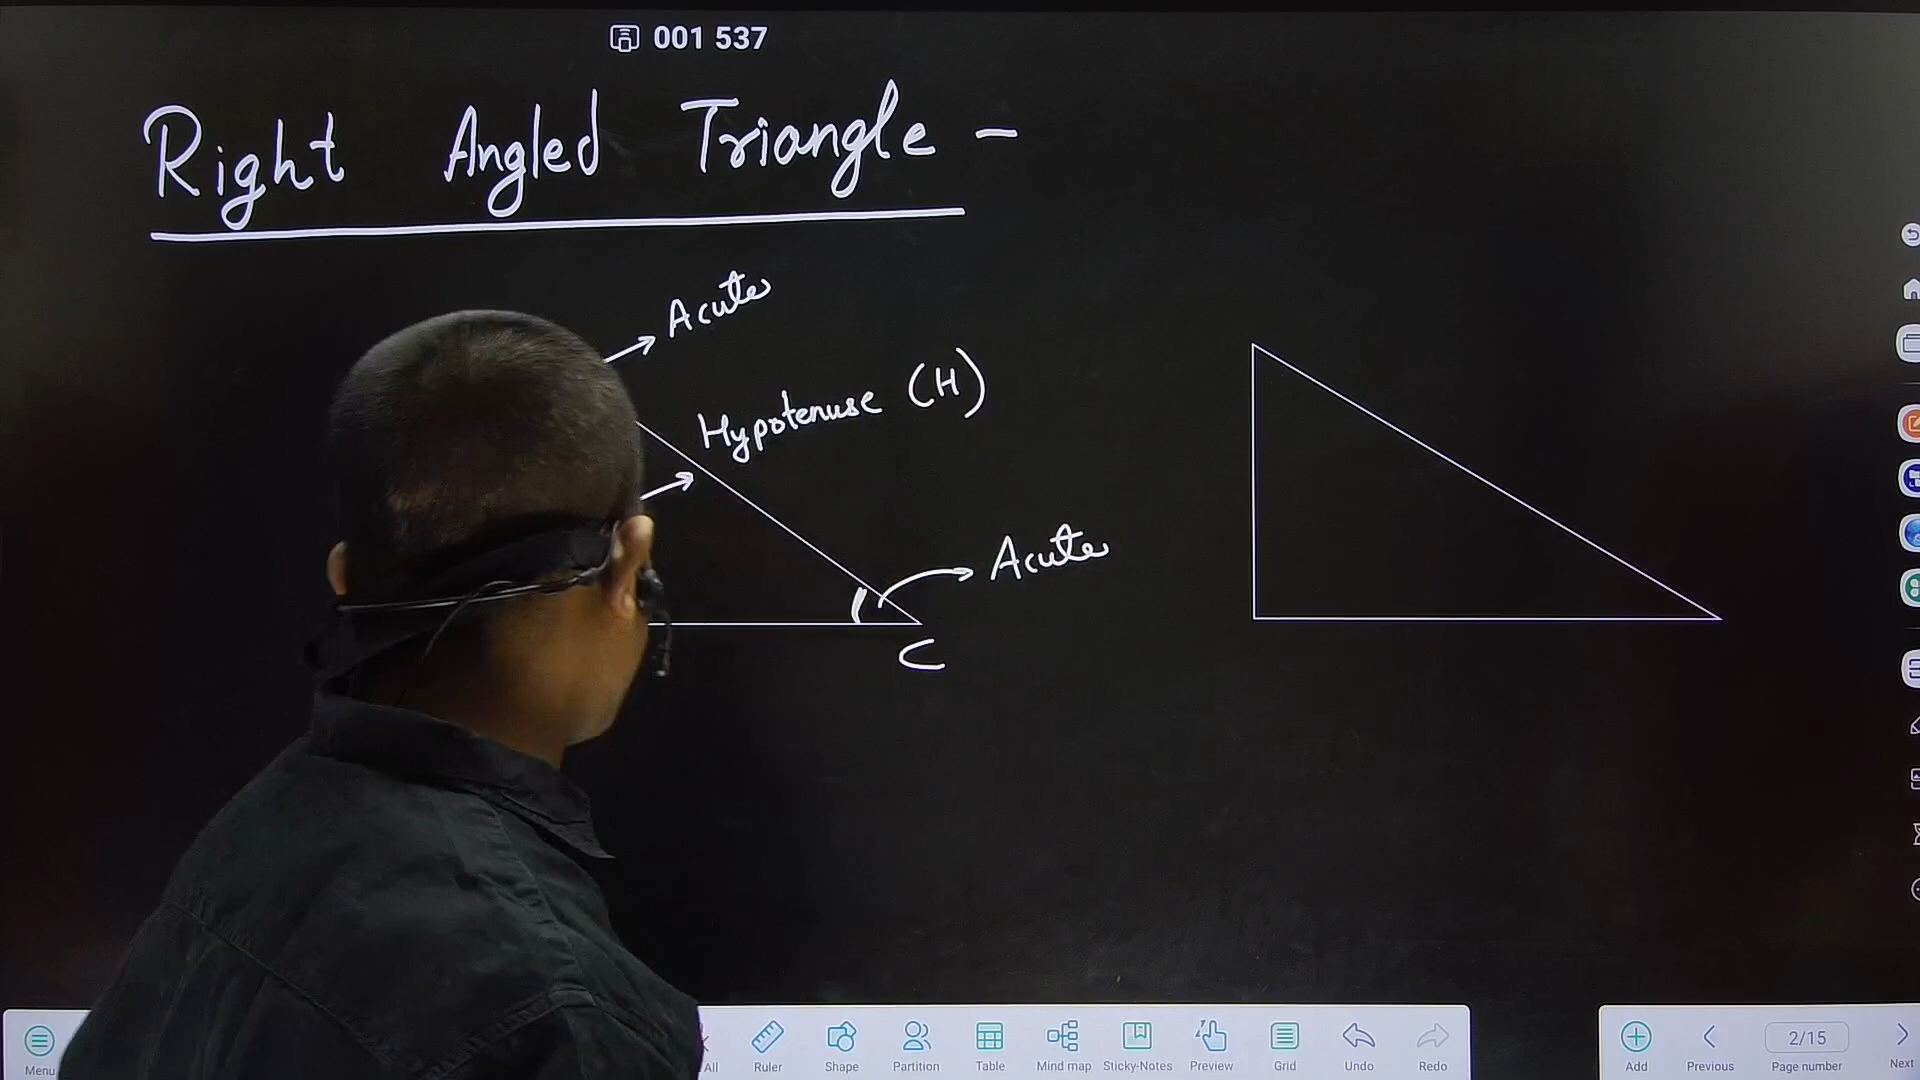 001 537
Right Angled Triangle -
Acute
Hypotenuse (H)
Acute
C
Menu
All
Ruler
Shape
Partition
Table
Mind map
Sticky-Notes
Preview
Grid
Undo
Redo
Add
Previous
2/15
Page number
Next